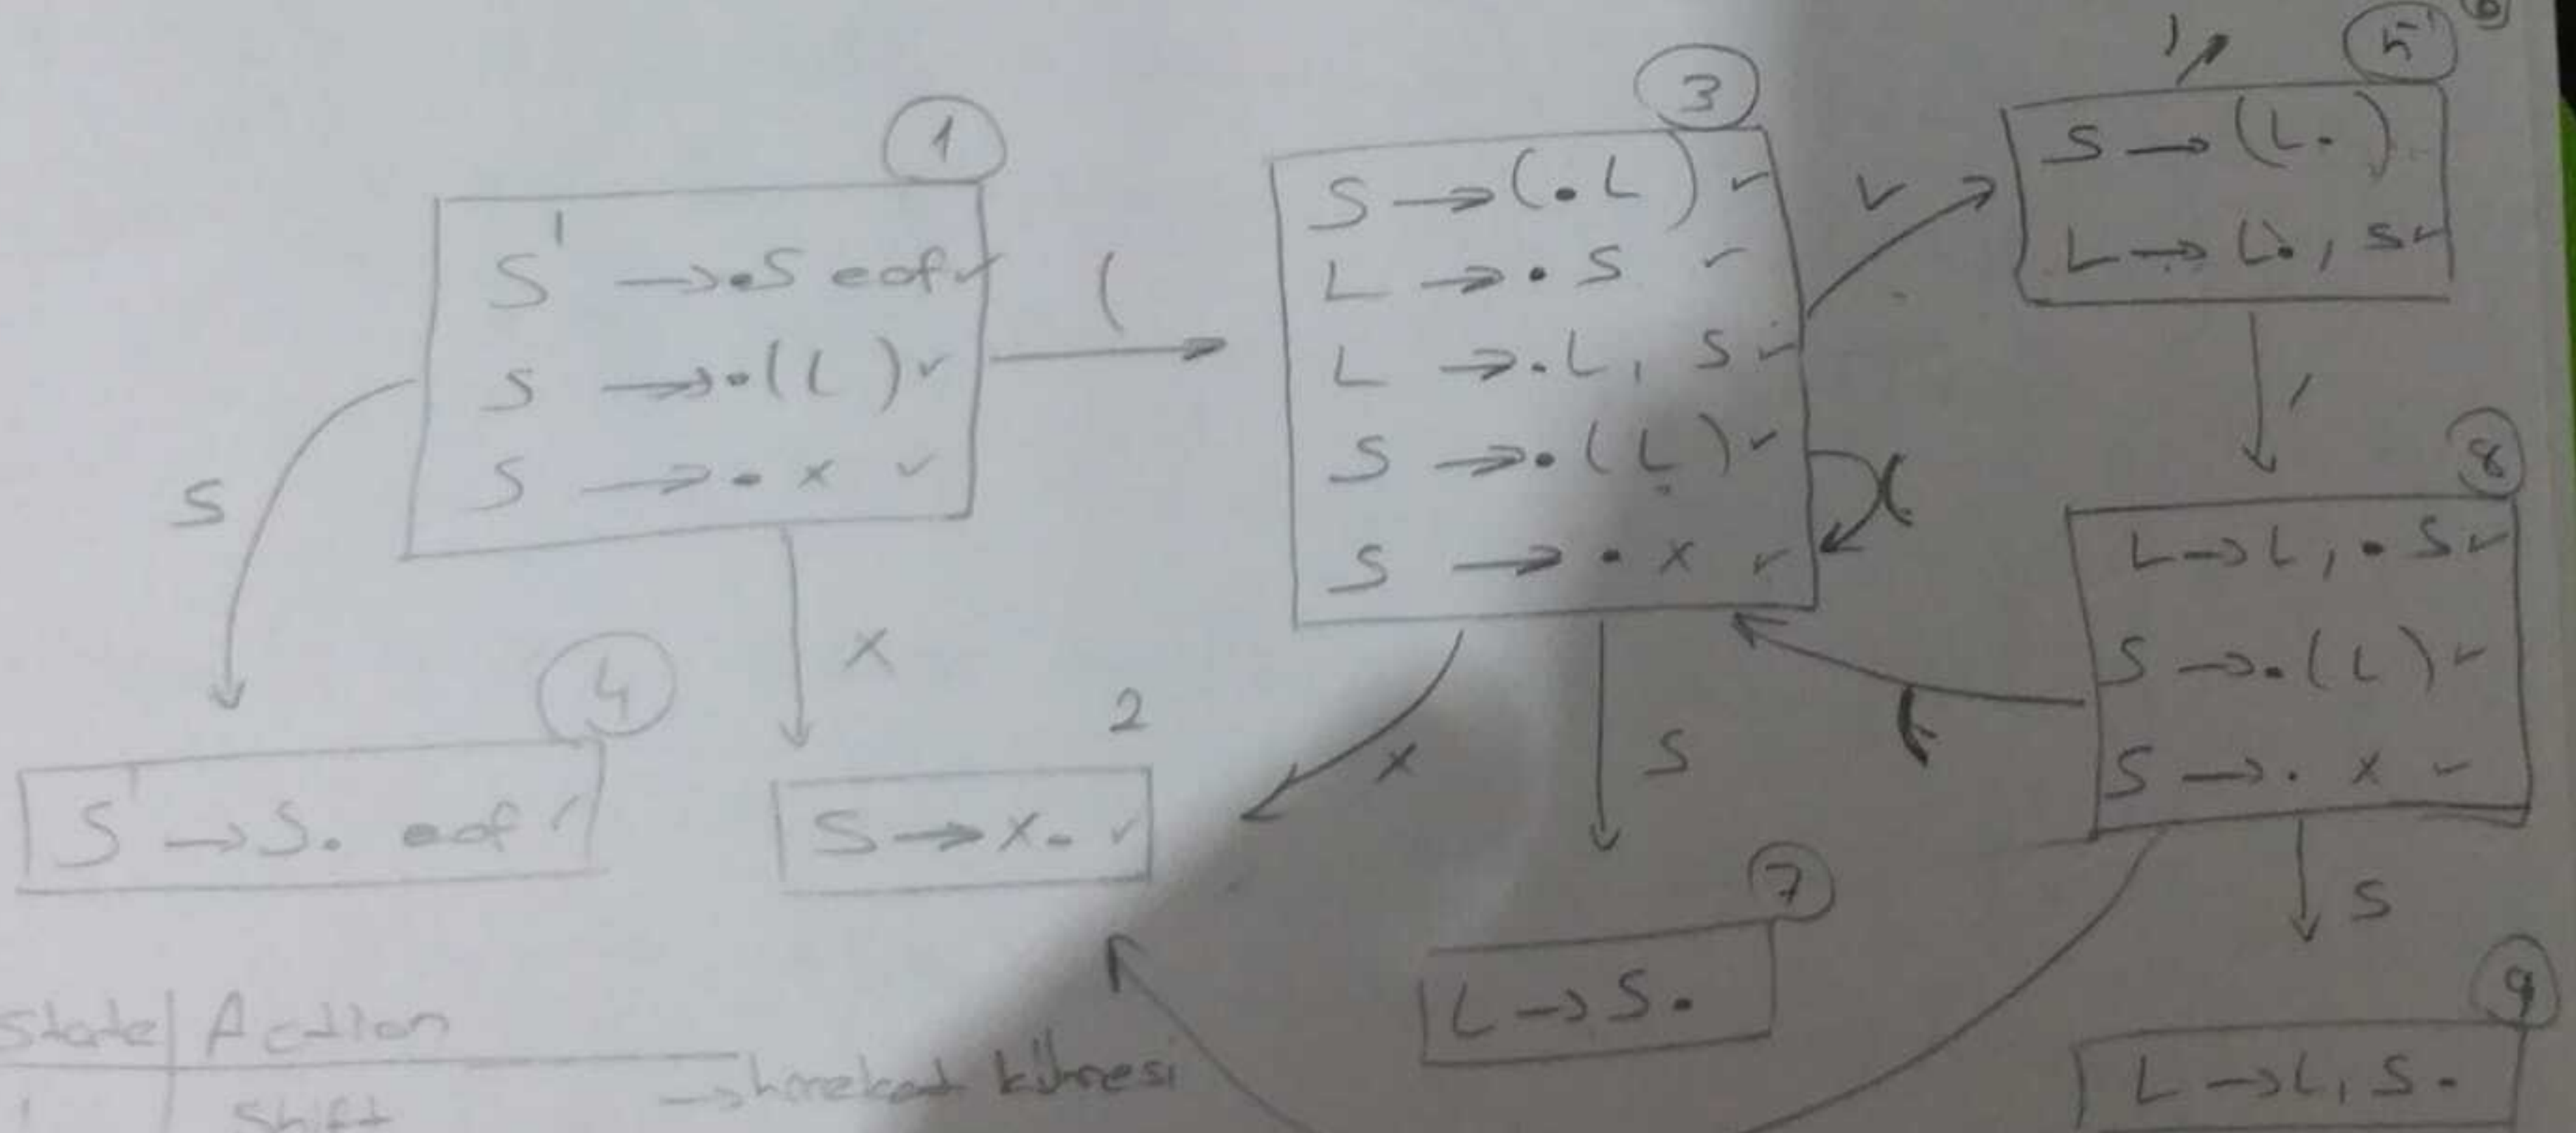 1
S' → .S eof ✓
S → .(L) ✓
S → . x ✓
(
S
x
4
S' → S. eof ✓
2
S → x. ✓
3
S → (.L) ✓
L → .S ✓
L → .L, S ✓
S → .(L) ✓
S → . x ✓
(
x
S
7
L → S.
)
5
6
S → (L.)
L → L., S ✓
,
8
L → L, . S ✓
S → .(L) ✓
S → . x ✓
(
S
9
L → L, S.
State | Action
1 | Shift
→ hareket kümesi